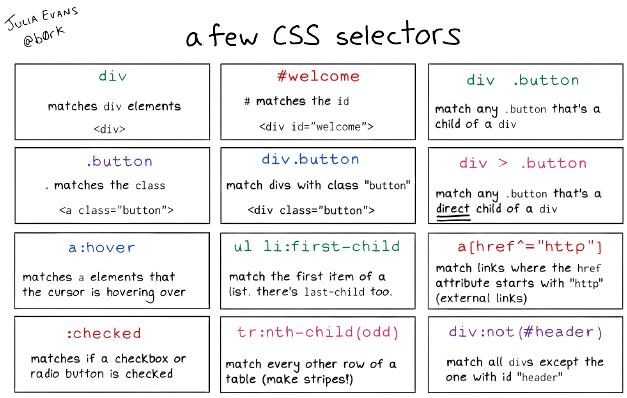 JULIA EVANS
@b0rk
a few CSS selectors
div
matches div elements
<div>
#welcome
# matches the id
<div id="welcome">
div .button
match any .button that's a
child of a div
.button
. matches the class
<a class="button">
div.button
match divs with class "button"
<div class="button">
div > .button
match any .button that's a
direct child of a div
a:hover
matches a elements that
the cursor is hovering over
ul li:first-child
match the first item of a
list. there's last-child too.
a[href^="http"]
match links where the href
attribute starts with "http"
(external links)
:checked
matches if a checkbox or
radio button is checked
tr:nth-child(odd)
match every other row of a
table (make stripes!)
div:not(#header)
match all divs except the
one with id "header"